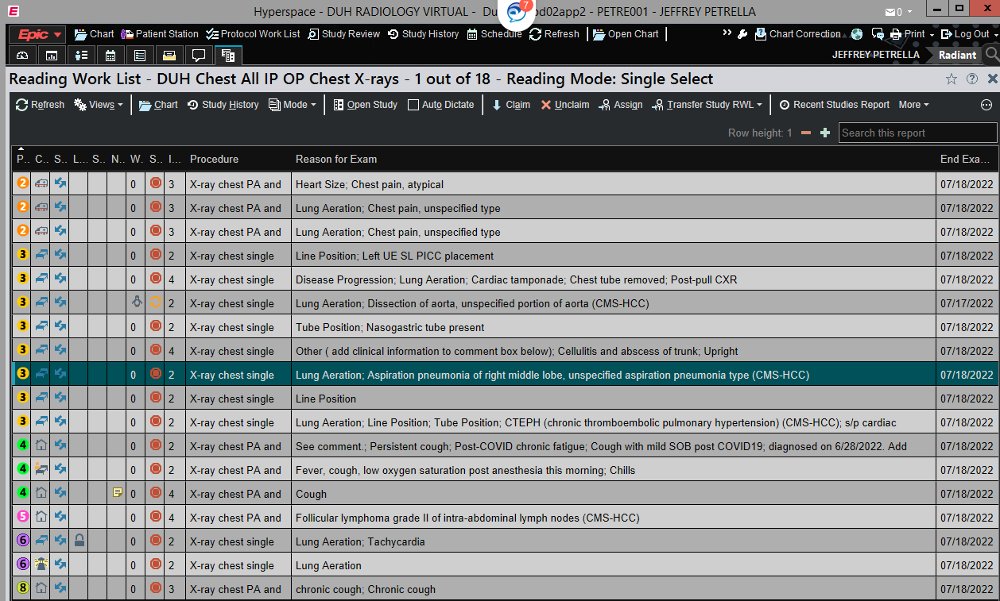 Hyperspace - DUH RADIOLOGY VIRTUAL - Du od02app2 - PETRE001 - JEFFREY PETRELLA
7
0
Epic Chart Patient Station Protocol Work List Study Review Study History Schedule Refresh Open Chart Chart Correction Print Log Out
JEFFREY PETRELLA Radiant
Reading Work List - DUH Chest All IP OP Chest X-rays - 1 out of 18 - Reading Mode: Single Select
Refresh Views Chart Study History Mode Open Study Auto Dictate Claim Unclaim Assign Transfer Study RWL Recent Studies Report More
Row height: 1 Search this report
P.. C.. S.. L... S.. N.. W. S.. I... Procedure Reason for Exam End Exa...
2 0 3 X-ray chest PA and Heart Size; Chest pain, atypical 07/18/2022
2 0 3 X-ray chest PA and Lung Aeration; Chest pain, unspecified type 07/18/2022
2 0 3 X-ray chest PA and Lung Aeration; Chest pain, unspecified type 07/18/2022
3 0 2 X-ray chest single Line Position; Left UE SL PICC placement 07/18/2022
3 0 4 X-ray chest single Disease Progression; Lung Aeration; Cardiac tamponade; Chest tube removed; Post-pull CXR 07/18/2022
3 2 X-ray chest single Lung Aeration; Dissection of aorta, unspecified portion of aorta (CMS-HCC) 07/17/2022
3 0 2 X-ray chest single Tube Position; Nasogastric tube present 07/18/2022
3 0 4 X-ray chest single Other ( add clinical information to comment box below); Cellulitis and abscess of trunk; Upright 07/18/2022
3 0 2 X-ray chest single Lung Aeration; Aspiration pneumonia of right middle lobe, unspecified aspiration pneumonia type (CMS-HCC) 07/18/2022
3 0 2 X-ray chest single Line Position 07/18/2022
3 0 2 X-ray chest single Lung Aeration; Line Position; Tube Position; CTEPH (chronic thromboembolic pulmonary hypertension) (CMS-HCC); s/p cardiac 07/18/2022
4 0 2 X-ray chest PA and See comment.; Persistent cough; Post-COVID chronic fatigue; Cough with mild SOB post COVID19; diagnosed on 6/28/2022. Add 07/18/2022
4 0 2 X-ray chest PA and Fever, cough, low oxygen saturation post anesthesia this morning; Chills 07/18/2022
4 0 4 X-ray chest PA and Cough 07/18/2022
5 0 4 X-ray chest PA and Follicular lymphoma grade II of intra-abdominal lymph nodes (CMS-HCC) 07/18/2022
6 0 2 X-ray chest single Lung Aeration; Tachycardia 07/18/2022
6 0 2 X-ray chest single Lung Aeration 07/18/2022
8 0 3 X-ray chest PA and chronic cough; Chronic cough 07/18/2022